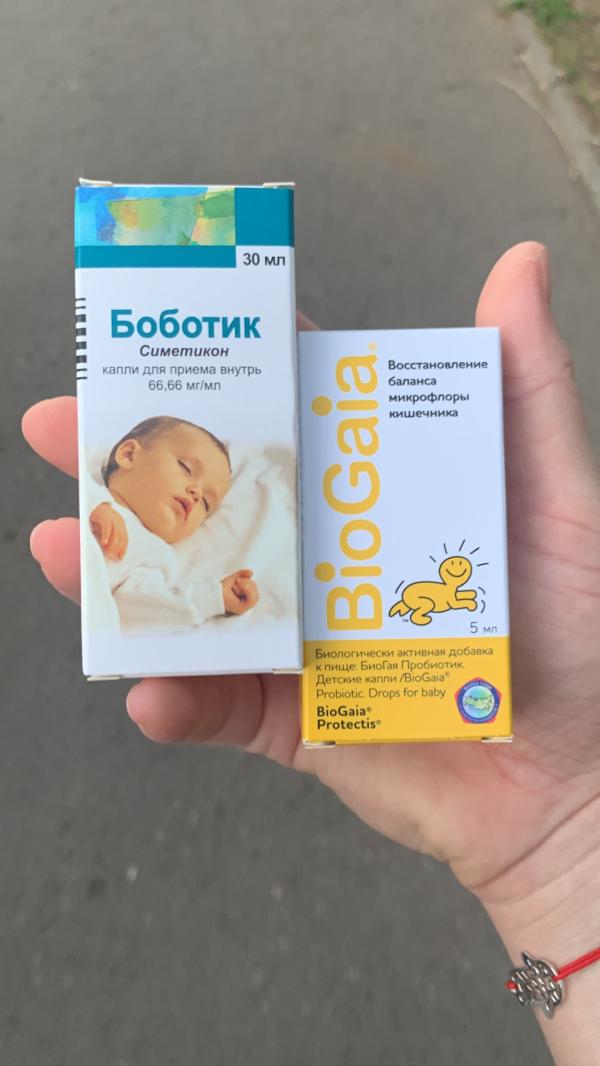 30 мл
Боботик
Симетикон
капли для приема внутрь
66,66 мг/мл
BioGaia®
Восстановление
баланса
микрофлоры
кишечника
5 мл
Биологически активная добавка
к пище: БиоГая Пробиотик.
Детские капли /BioGaia®
Probiotic. Drops for baby
BioGaia®
Protectis®